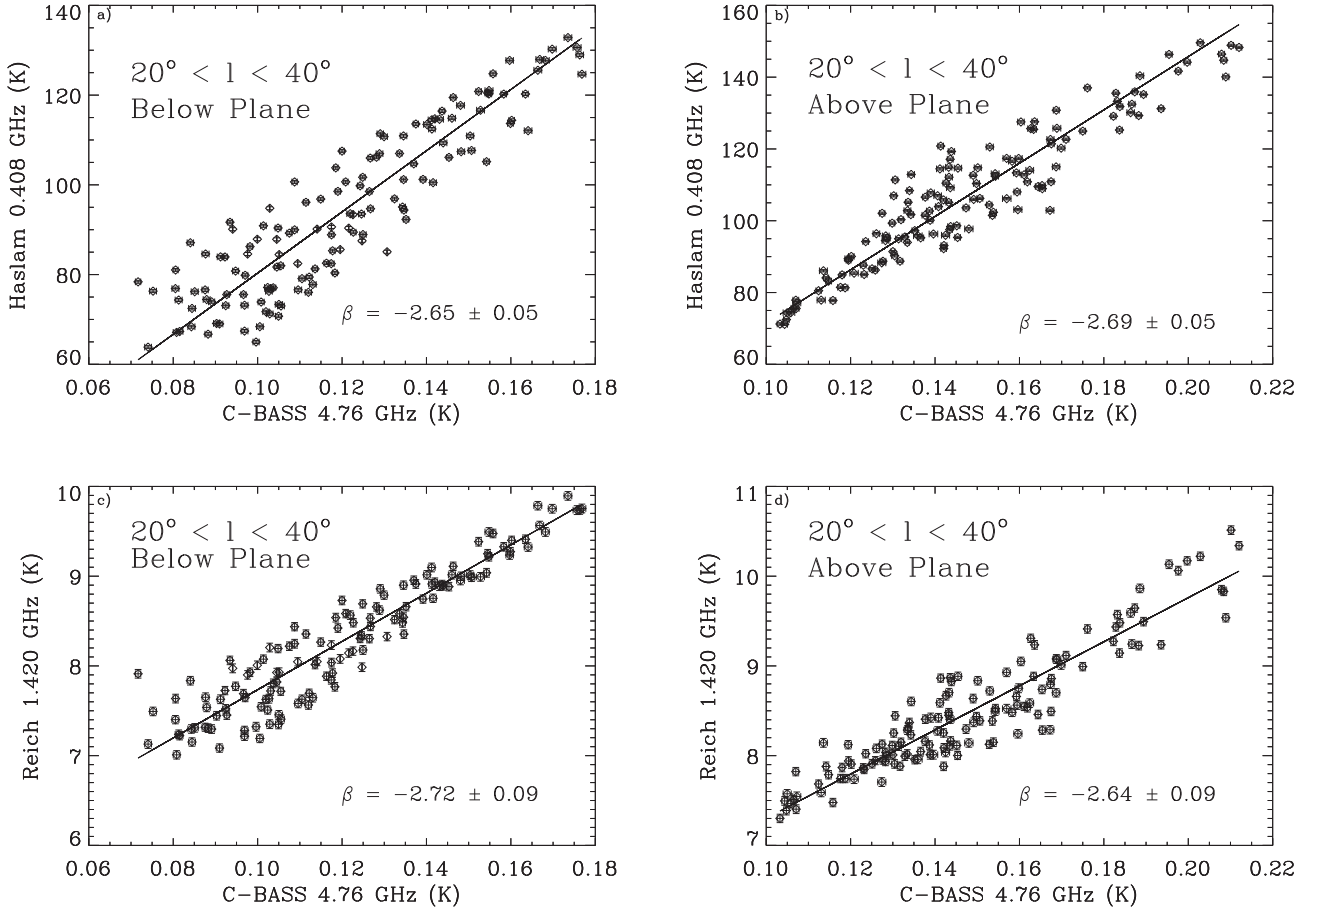 a)
20° < l < 40°
Below Plane
β = −2.65 ± 0.05
Haslam 0.408 GHz (K)
140
120
100
80
60
0.06 0.08 0.10 0.12 0.14 0.16 0.18
C−BASS 4.76 GHz (K)
b)
20° < l < 40°
Above Plane
β = −2.69 ± 0.05
Haslam 0.408 GHz (K)
160
140
120
100
80
60
0.10 0.12 0.14 0.16 0.18 0.20 0.22
C−BASS 4.76 GHz (K)
c)
20° < l < 40°
Below Plane
β = −2.72 ± 0.09
Reich 1.420 GHz (K)
10
9
8
7
6
0.06 0.08 0.10 0.12 0.14 0.16 0.18
C−BASS 4.76 GHz (K)
d)
20° < l < 40°
Above Plane
β = −2.64 ± 0.09
Reich 1.420 GHz (K)
11
10
9
8
7
0.10 0.12 0.14 0.16 0.18 0.20 0.22
C−BASS 4.76 GHz (K)